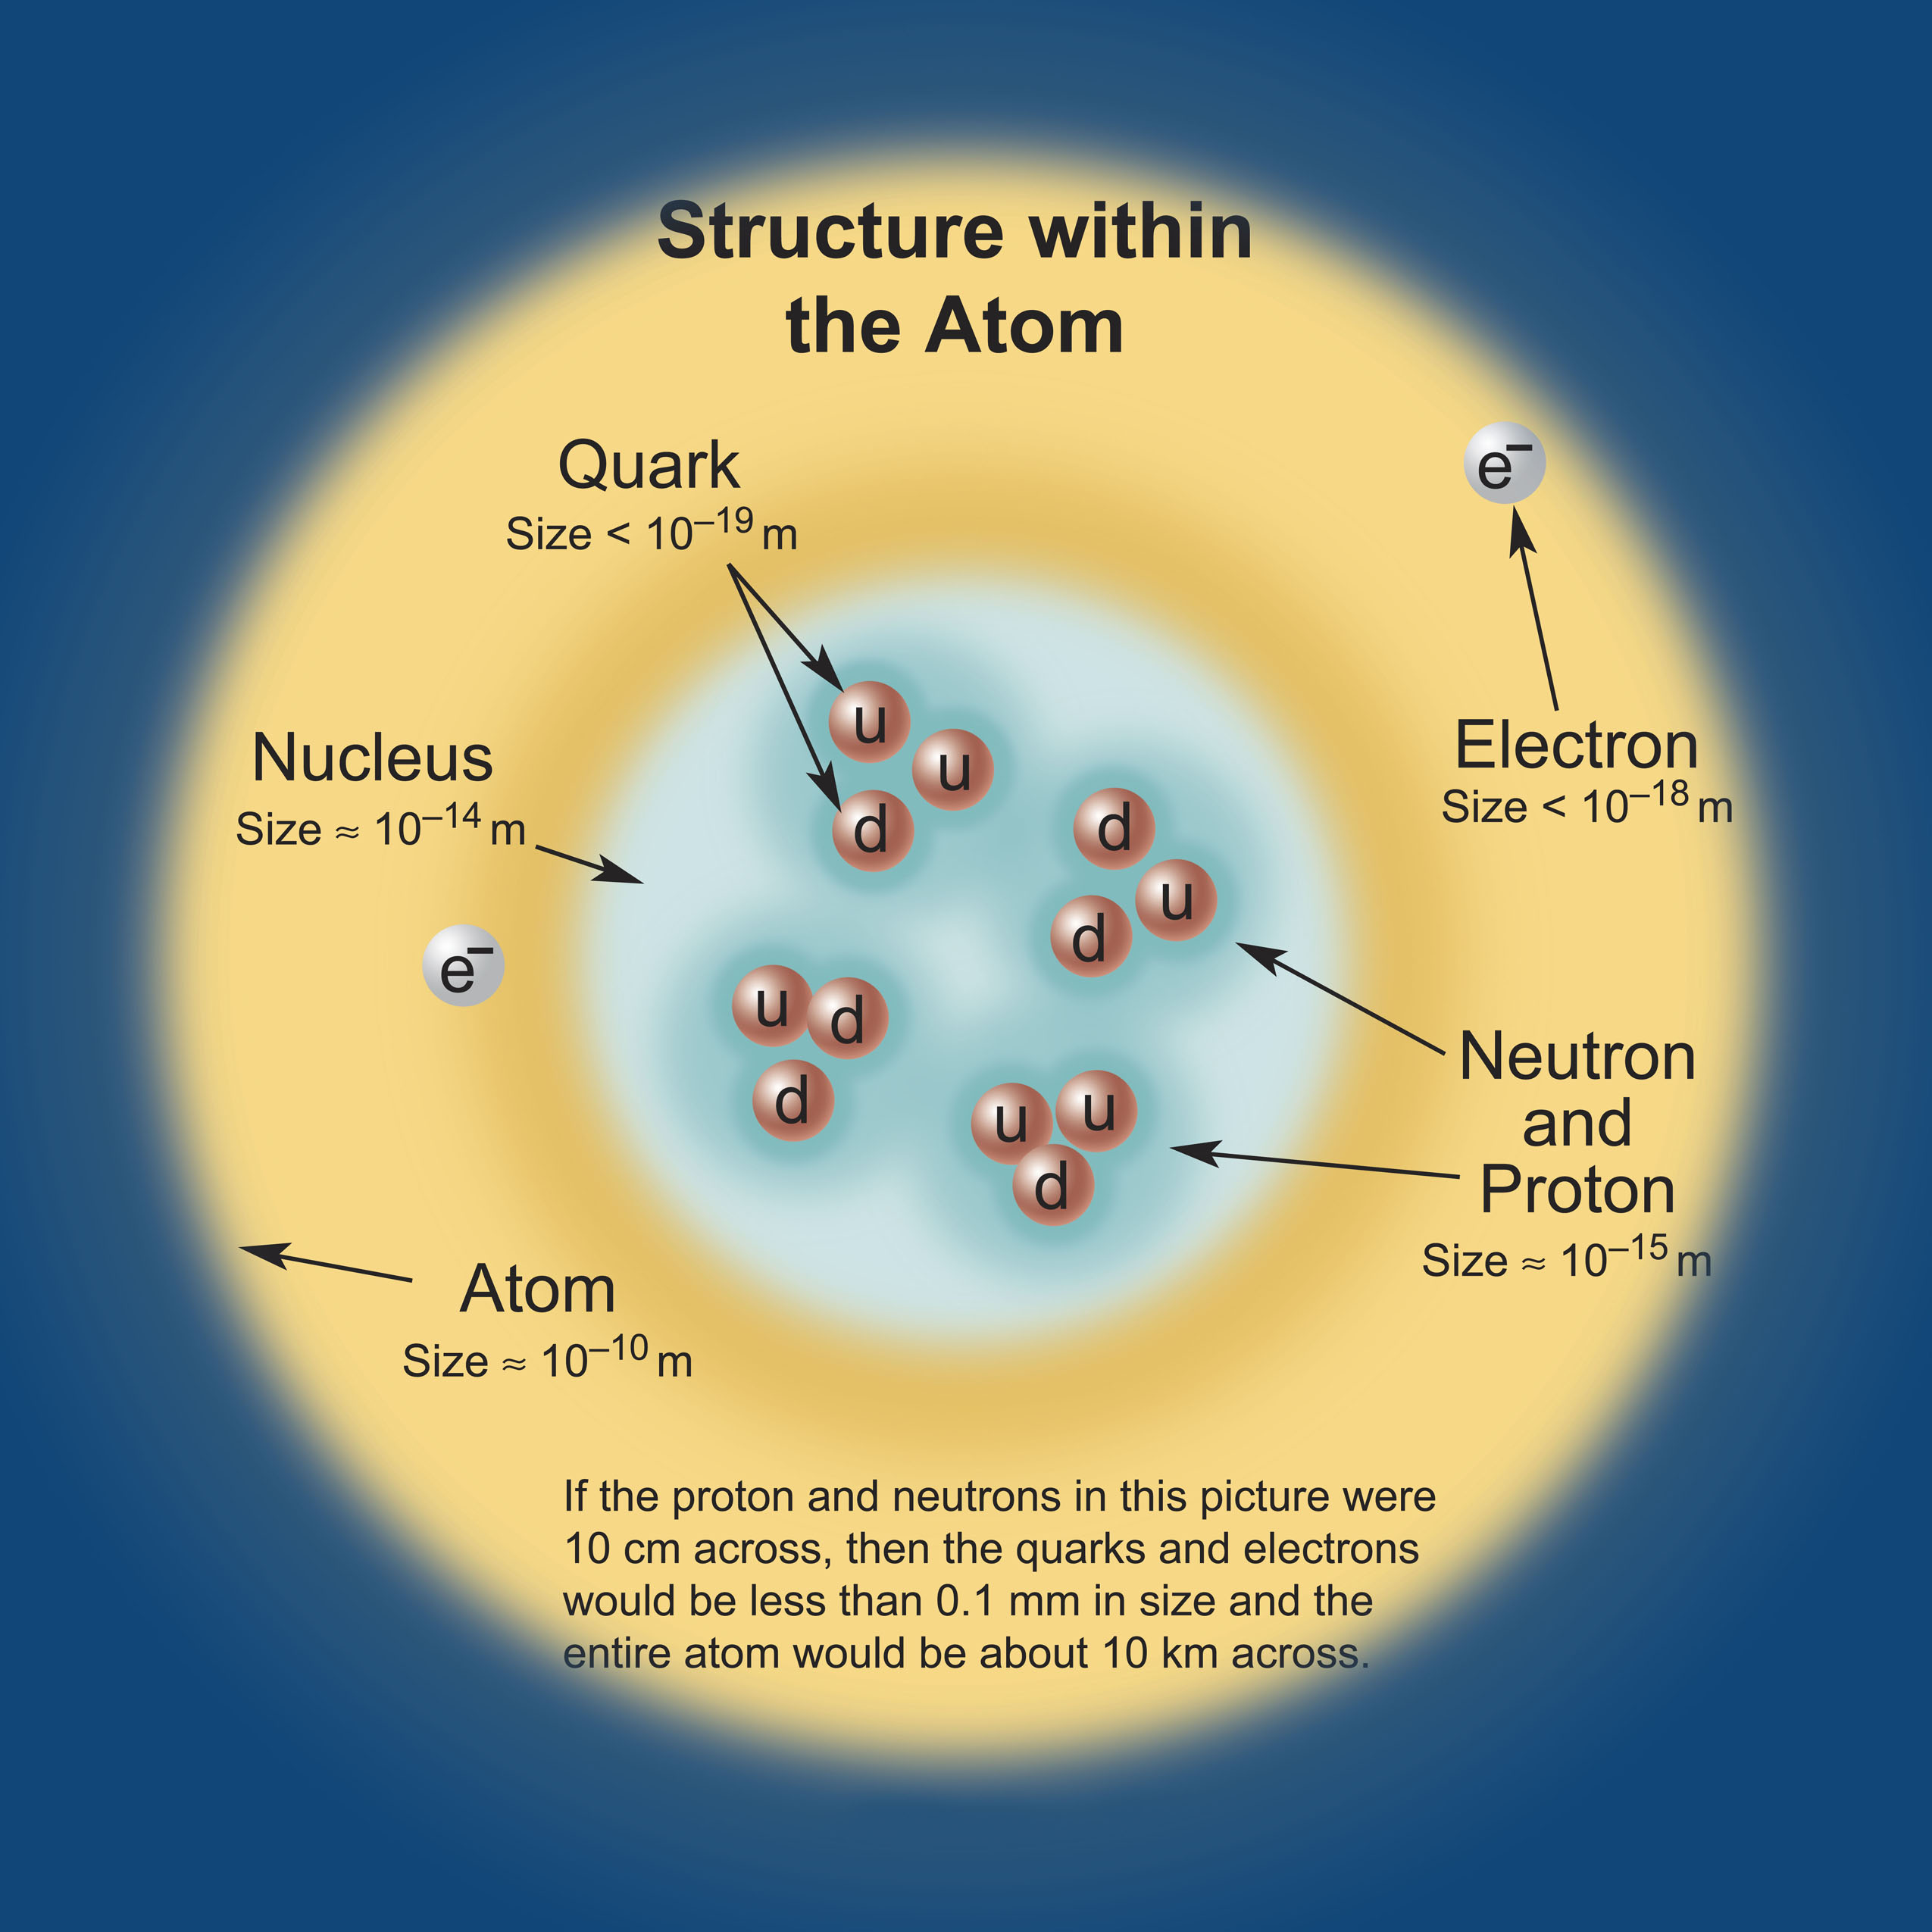 Structure within
the Atom
Quark
Size < 10⁻¹⁹ m
e⁻
Nucleus
Size ≈ 10⁻¹⁴ m
u
u
d
Electron
Size < 10⁻¹⁸ m
d
u
d
e⁻
u
d
d
Neutron
and
Proton
Size ≈ 10⁻¹⁵ m
u
u
d
Atom
Size ≈ 10⁻¹⁰ m
If the proton and neutrons in this picture were
10 cm across, then the quarks and electrons
would be less than 0.1 mm in size and the
entire atom would be about 10 km across.